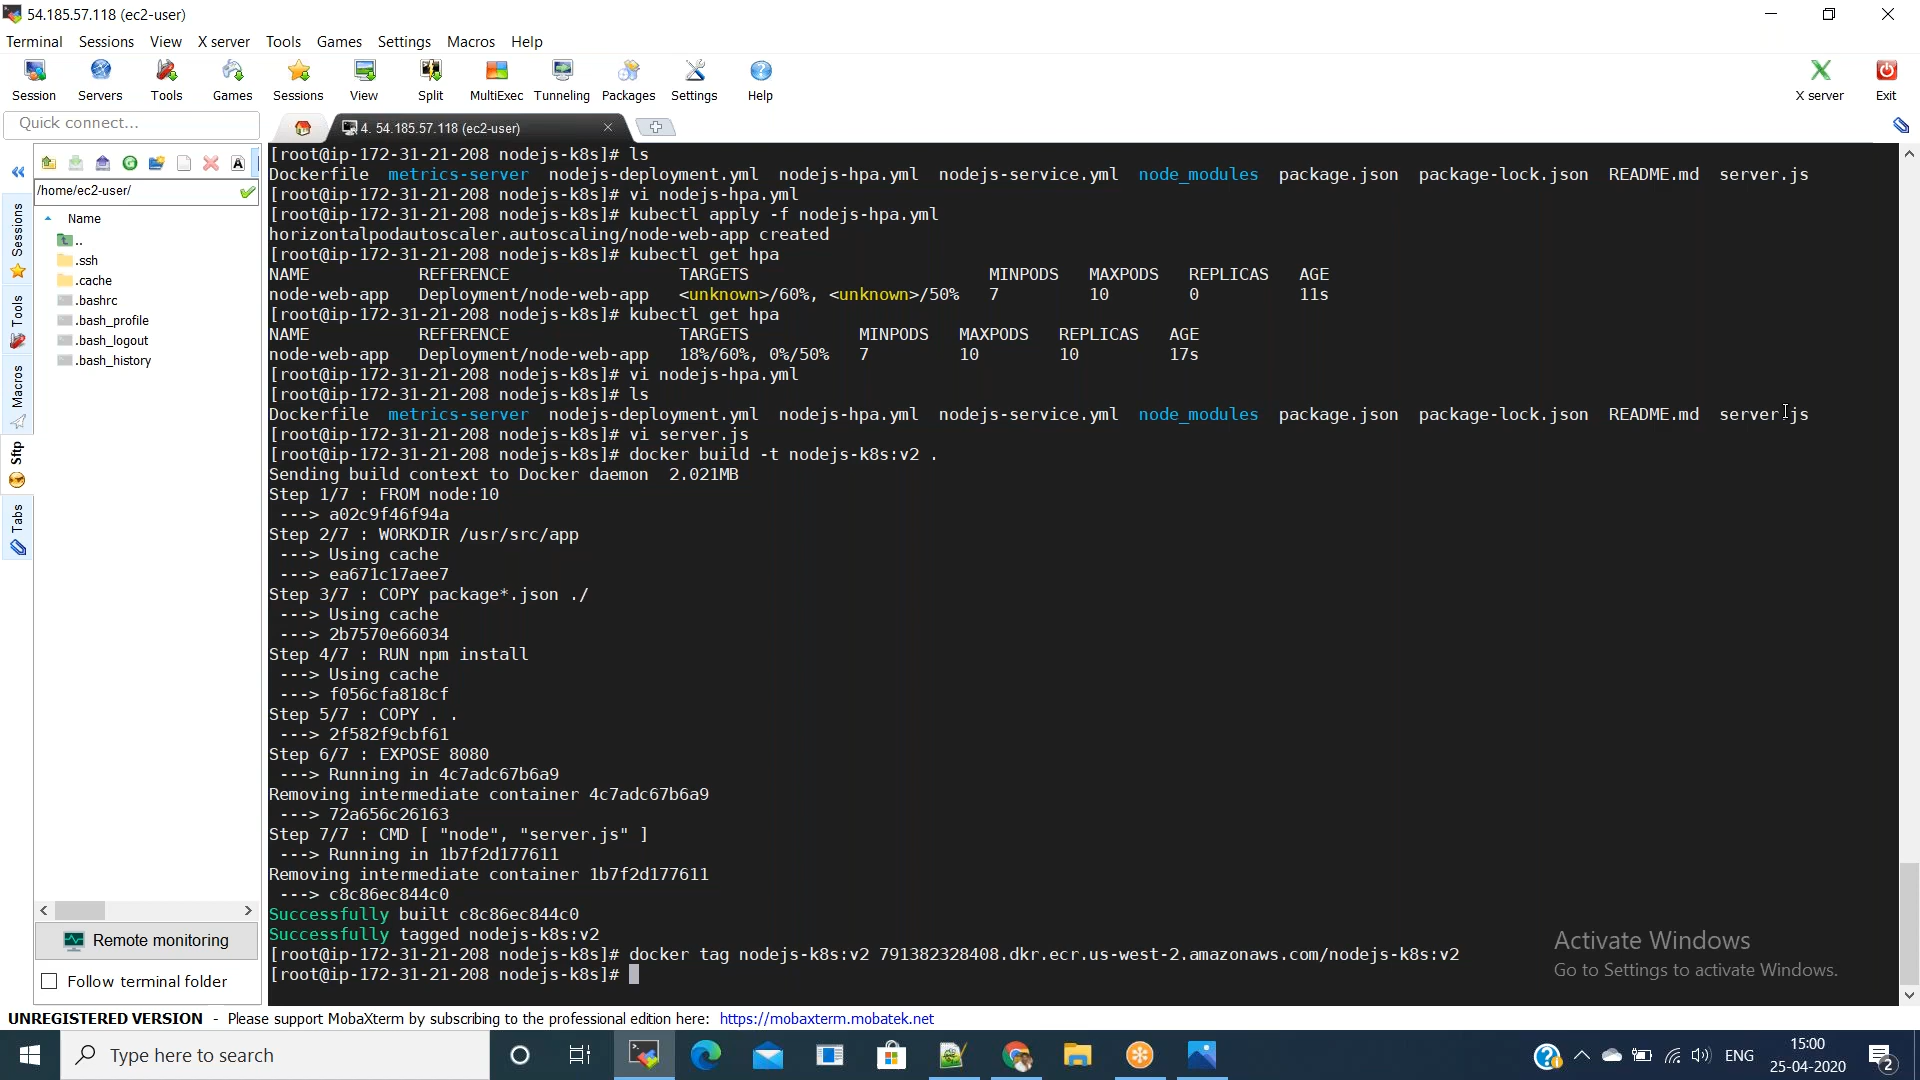 54.185.57.118 (ec2-user)
Terminal Sessions View X server Tools Games Settings Macros Help
Session Servers Tools Games Sessions View Split MultiExec Tunneling Packages Settings Help X server Exit
Quick connect...
4. 54.185.57.118 (ec2-user)
/home/ec2-user/
Name
..
.ssh
.cache
.bashrc
.bash_profile
.bash_logout
.bash_history
Sessions
Tools
Macros
Sftp
Tabs
[root@ip-172-31-21-208 nodejs-k8s]# ls
Dockerfile metrics-server nodejs-deployment.yml nodejs-hpa.yml nodejs-service.yml node_modules package.json package-lock.json README.md server.js
[root@ip-172-31-21-208 nodejs-k8s]# vi nodejs-hpa.yml
[root@ip-172-31-21-208 nodejs-k8s]# kubectl apply -f nodejs-hpa.yml
horizontalpodautoscaler.autoscaling/node-web-app created
[root@ip-172-31-21-208 nodejs-k8s]# kubectl get hpa
NAME REFERENCE TARGETS MINPODS MAXPODS REPLICAS AGE
node-web-app Deployment/node-web-app <unknown>/60%, <unknown>/50% 7 10 0 11s
[root@ip-172-31-21-208 nodejs-k8s]# kubectl get hpa
NAME REFERENCE TARGETS MINPODS MAXPODS REPLICAS AGE
node-web-app Deployment/node-web-app 18%/60%, 0%/50% 7 10 10 17s
[root@ip-172-31-21-208 nodejs-k8s]# vi nodejs-hpa.yml
[root@ip-172-31-21-208 nodejs-k8s]# ls
Dockerfile metrics-server nodejs-deployment.yml nodejs-hpa.yml nodejs-service.yml node_modules package.json package-lock.json README.md server.js
[root@ip-172-31-21-208 nodejs-k8s]# vi server.js
[root@ip-172-31-21-208 nodejs-k8s]# docker build -t nodejs-k8s:v2 .
Sending build context to Docker daemon 2.021MB
Step 1/7 : FROM node:10
---> a02c9f46f94a
Step 2/7 : WORKDIR /usr/src/app
---> Using cache
---> ea671c17aee7
Step 3/7 : COPY package*.json ./
---> Using cache
---> 2b7570e66034
Step 4/7 : RUN npm install
---> Using cache
---> f056cfa818cf
Step 5/7 : COPY . .
---> 2f582f9cbf61
Step 6/7 : EXPOSE 8080
---> Running in 4c7adc67b6a9
Removing intermediate container 4c7adc67b6a9
---> 72a656c26163
Step 7/7 : CMD [ "node", "server.js" ]
---> Running in 1b7f2d177611
Removing intermediate container 1b7f2d177611
---> c8c86ec844c0
Successfully built c8c86ec844c0
Successfully tagged nodejs-k8s:v2
[root@ip-172-31-21-208 nodejs-k8s]# docker tag nodejs-k8s:v2 791382328408.dkr.ecr.us-west-2.amazonaws.com/nodejs-k8s:v2
[root@ip-172-31-21-208 nodejs-k8s]#
Activate Windows
Go to Settings to activate Windows.
Remote monitoring
Follow terminal folder
UNREGISTERED VERSION - Please support MobaXterm by subscribing to the professional edition here: https://mobaxterm.mobatek.net
Type here to search
ENG
15:00
25-04-2020
2